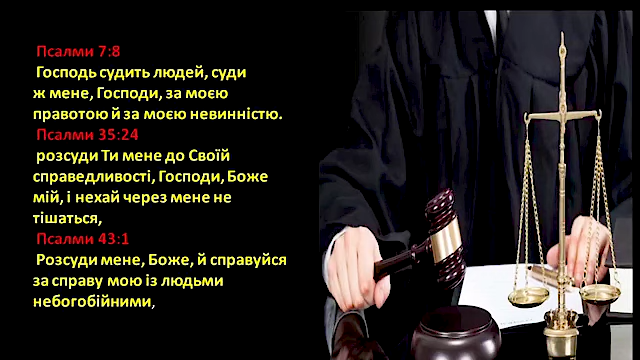 Псалми 7:8
Господь судить людей, суди
ж мене, Господи, за моєю
правотою й за моєю невинністю.
Псалми 35:24
розсуди Ти мене до Своїй
справедливості, Господи, Боже
мій, і нехай через мене не
тішаться,
Псалми 43:1
Розсуди мене, Боже, й справуйся
за справу мою із людьми
небогобійними,